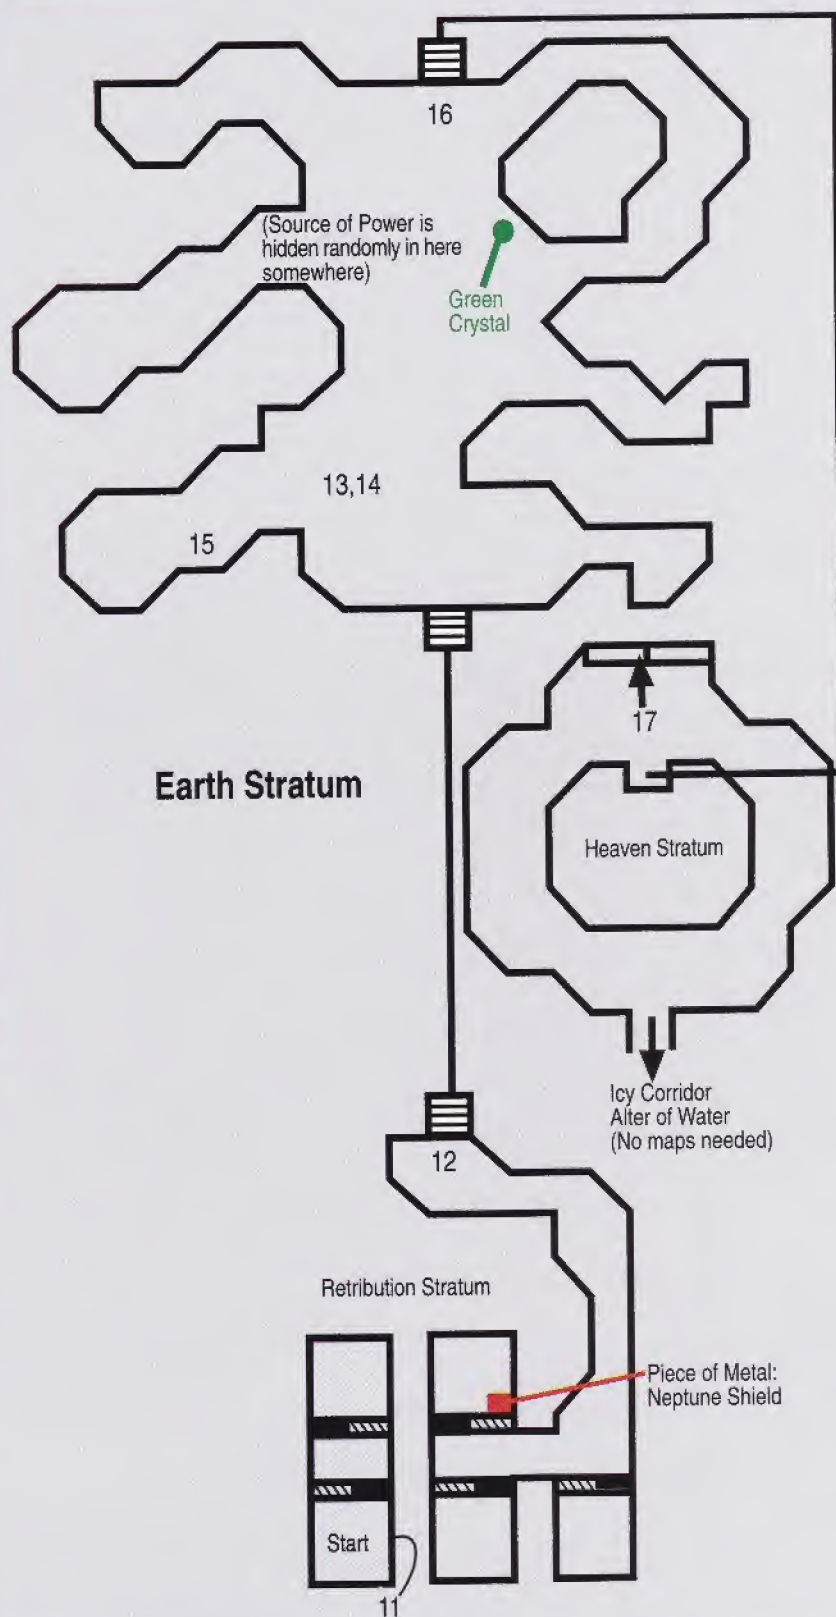 16
(Source of Power is
hidden randomly in here
somewhere)
Green
Crystal
13,14
15
17
Earth Stratum
Heaven Stratum
Icy Corridor
Alter of Water
(No maps needed)
12
Retribution Stratum
Piece of Metal:
Neptune Shield
Start
11